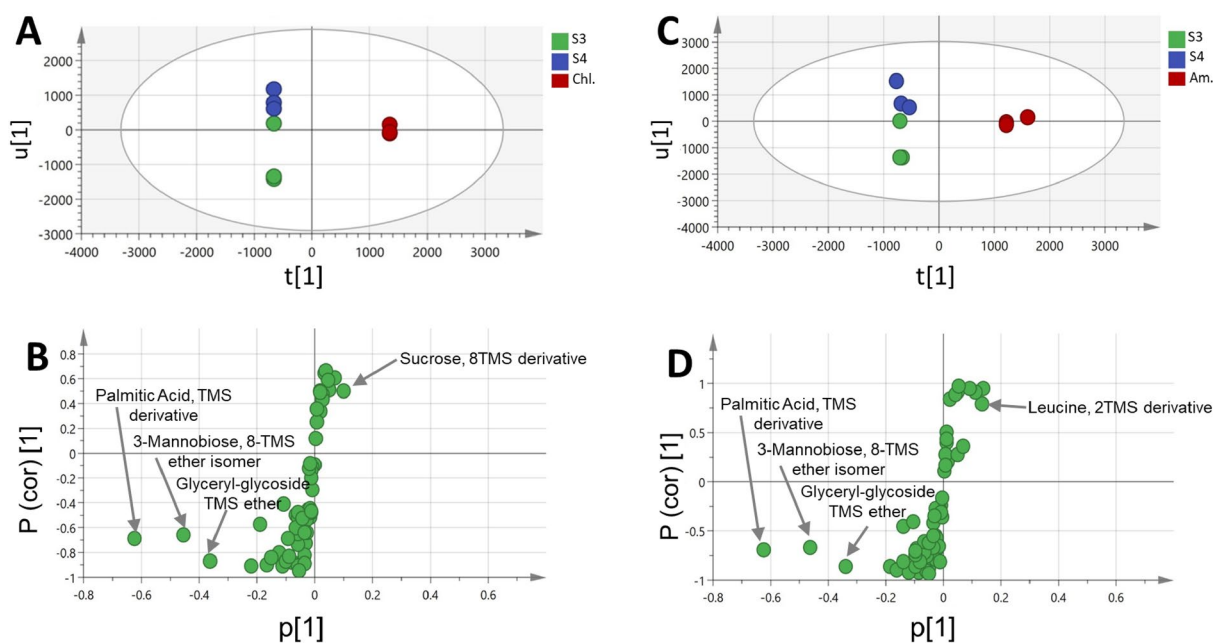 A
S3
S4
Chl.
2000
1000
0
-1000
-2000
-3000
u[1]
-4000 -3000 -2000 -1000 0 1000 2000 3000
t[1]
C
S3
S4
Am.
3000
2000
1000
0
-1000
-2000
-3000
-4000
u[1]
-4000 -3000 -2000 -1000 0 1000 2000 3000
t[1]
B
0.8
0.6
0.4
0.2
0
-0.2
-0.4
-0.6
-0.8
-1
P (cor) [1]
Sucrose, 8TMS derivative
Palmitic Acid, TMS
derivative
3-Mannobiose, 8-TMS
ether isomer
Glyceryl-glycoside
TMS ether
-0.8 -0.6 -0.4 -0.2 0 0.2 0.4 0.6
p[1]
D
1
0.5
0
-0.5
-1
P (cor) [1]
Leucine, 2TMS derivative
Palmitic Acid, TMS
derivative
3-Mannobiose, 8-TMS
ether isomer
Glyceryl-glycoside
TMS ether
-0.8 -0.6 -0.4 -0.2 0 0.2 0.4 0.6
p[1]